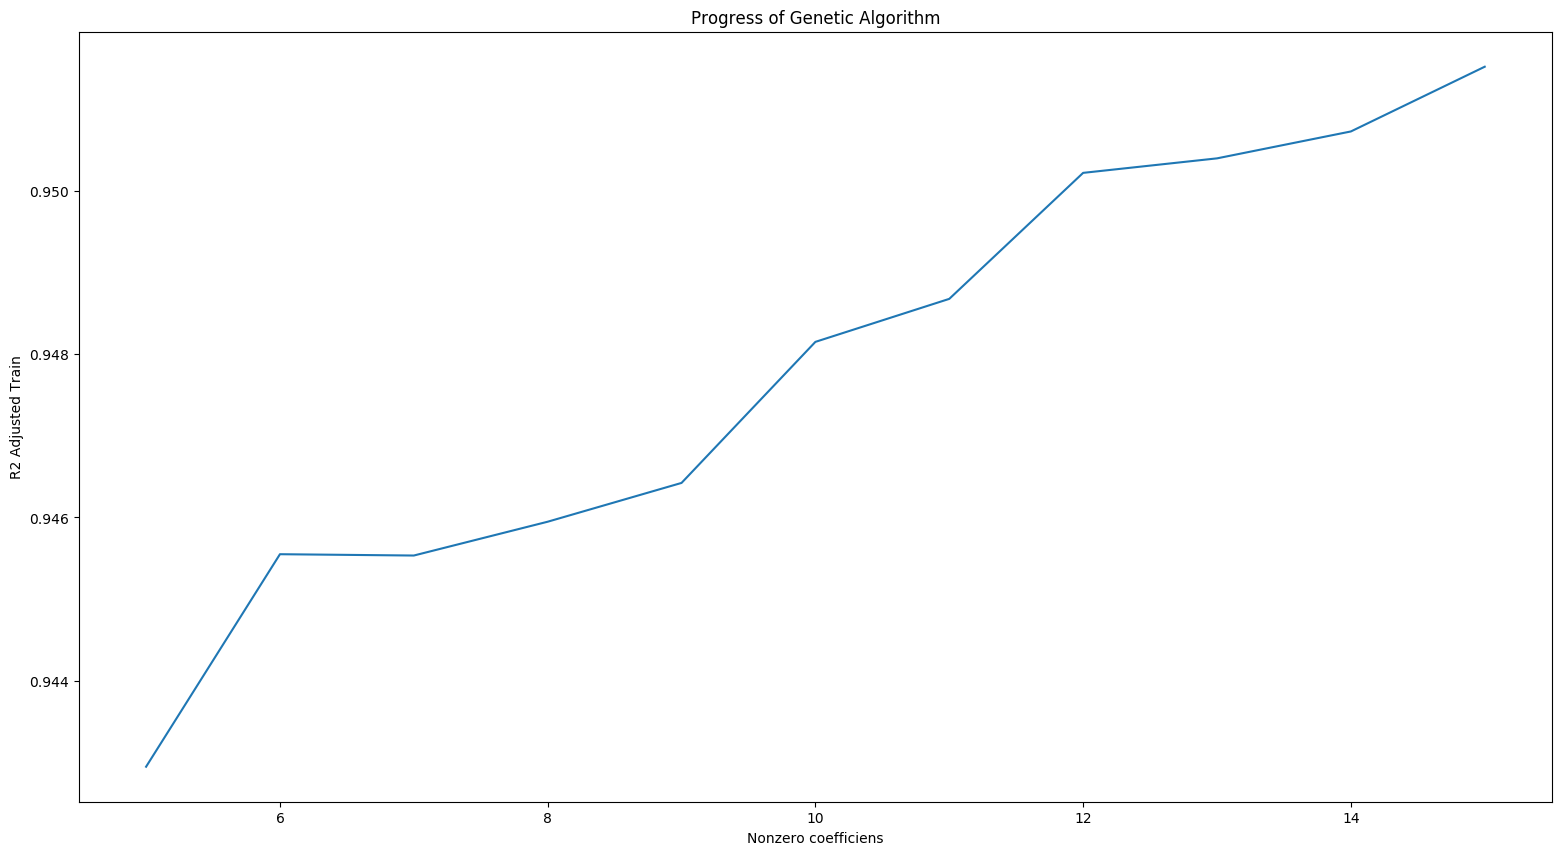 Progress of Genetic Algorithm
R2 Adjusted Train
0.950
0.948
0.946
0.944
6 8 10 12 14
Nonzero coefficiens